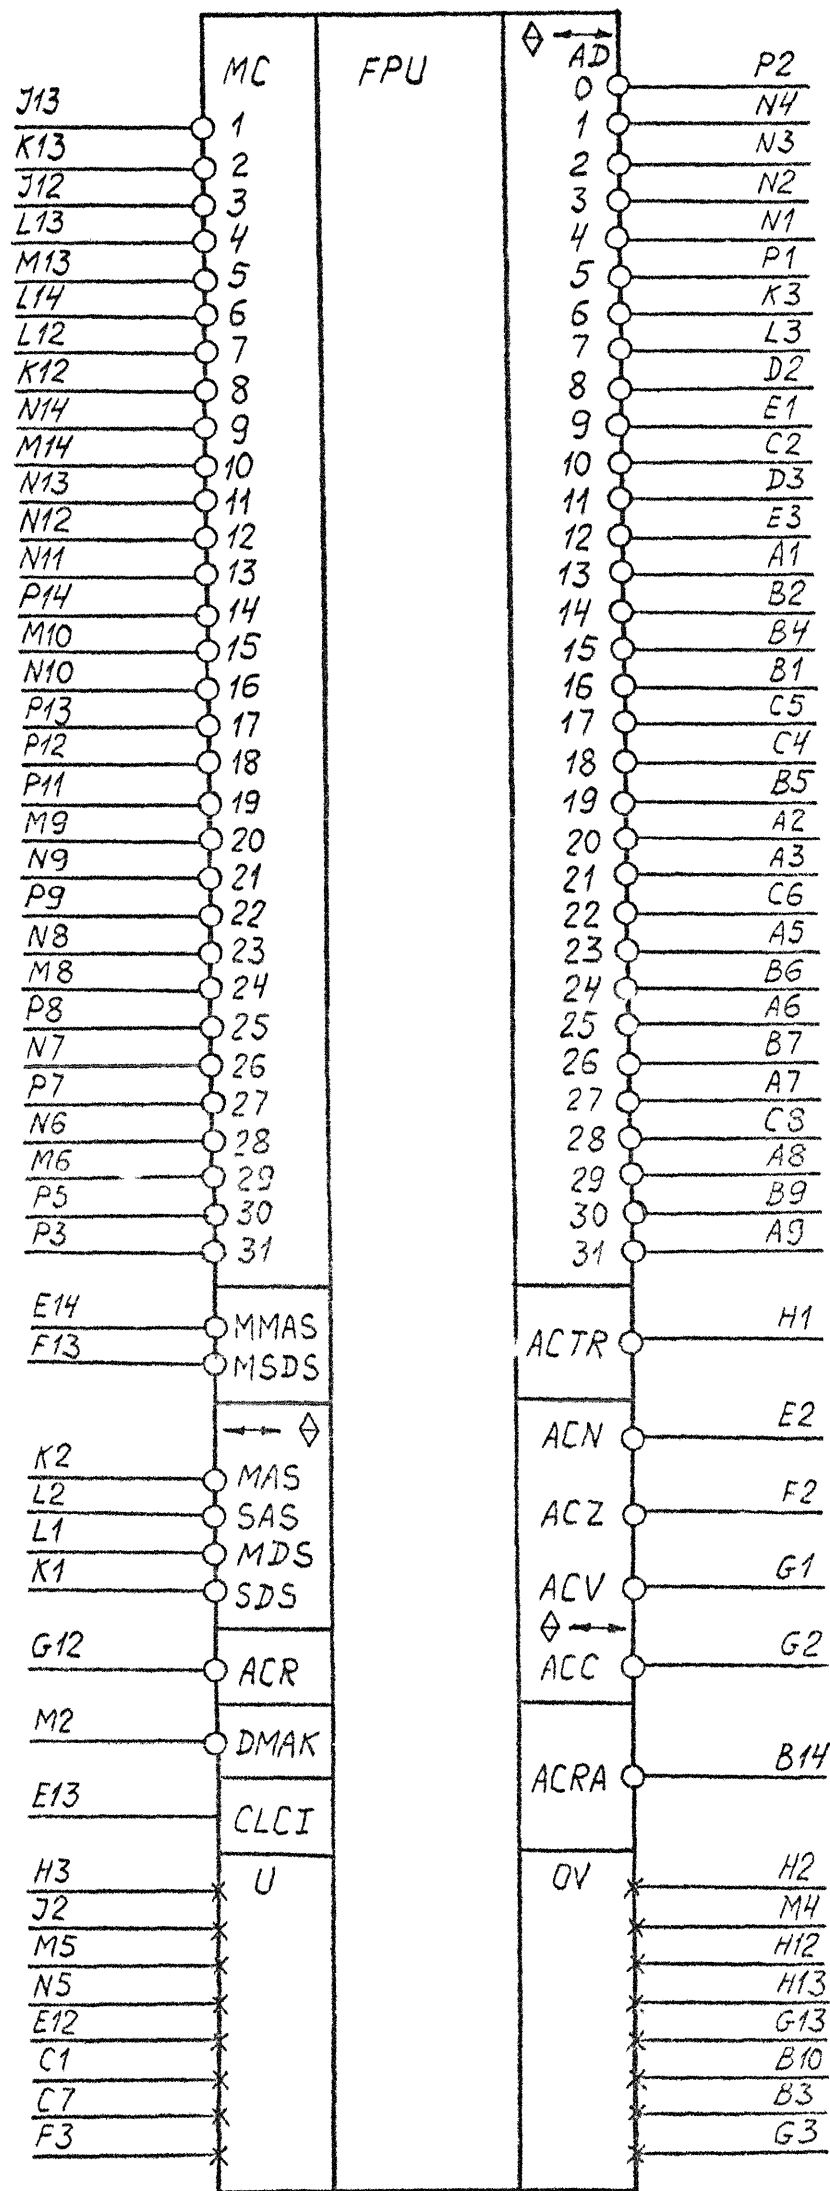 MC FPU AD
0 P2
J13 1 1 N4
K13 2 2 N3
J12 3 3 N2
L13 4 4 N1
M13 5 5 P1
L14 6 6 K3
L12 7 7 L3
K12 8 8 D2
N14 9 9 E1
M14 10 10 C2
N13 11 11 D3
N12 12 12 E3
N11 13 13 A1
P14 14 14 B2
M10 15 15 B4
N10 16 16 B1
P13 17 17 C5
P12 18 18 C4
P11 19 19 B5
M9 20 20 A2
N9 21 21 A3
P9 22 22 C6
N8 23 23 A5
M8 24 24 B6
P8 25 25 A6
N7 26 26 B7
P7 27 27 A7
N6 28 28 C8
M6 29 29 A8
P5 30 30 B9
P3 31 31 A9
E14 MMAS
F13 MSDS
ACTR H1
ACN E2
K2 MAS
L2 SAS
ACZ F2
L1 MDS
K1 SDS
ACV G1
G12 ACR
ACC G2
M2 DMAK
ACRA B14
E13 CLCI
H3 U 0V H2
J2 M4
M5 H12
N5 H13
E12 G13
C1 B10
C7 B3
F3 G3